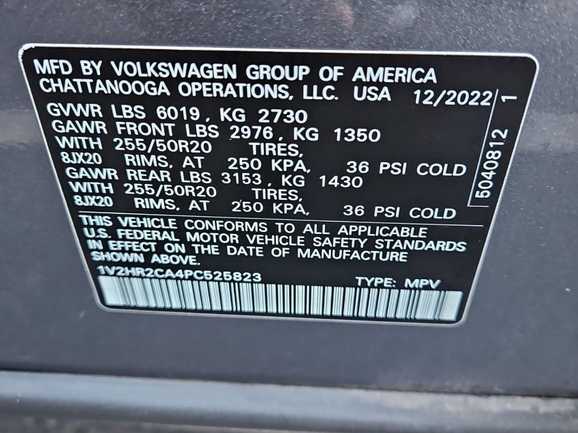 MFD BY VOLKSWAGEN GROUP OF AMERICA
CHATTANOOGA OPERATIONS, LLC. USA 12/2022
GVWR LBS 6019, KG 2730
GAWR FRONT LBS 2976, KG 1350
WITH 255/50R20 TIRES,
8JX20 RIMS, AT 250 KPA, 36 PSI COLD
GAWR REAR LBS 3153, KG 1430
WITH 255/50R20 TIRES,
8JX20 RIMS, AT 250 KPA, 36 PSI COLD
THIS VEHICLE CONFORMS TO ALL APPLICABLE
U.S. FEDERAL MOTOR VEHICLE SAFETY STANDARDS
IN EFFECT ON THE DATE OF MANUFACTURE
SHOWN ABOVE.
1V2HR2CA4PC525823 TYPE: MPV
5040812 1